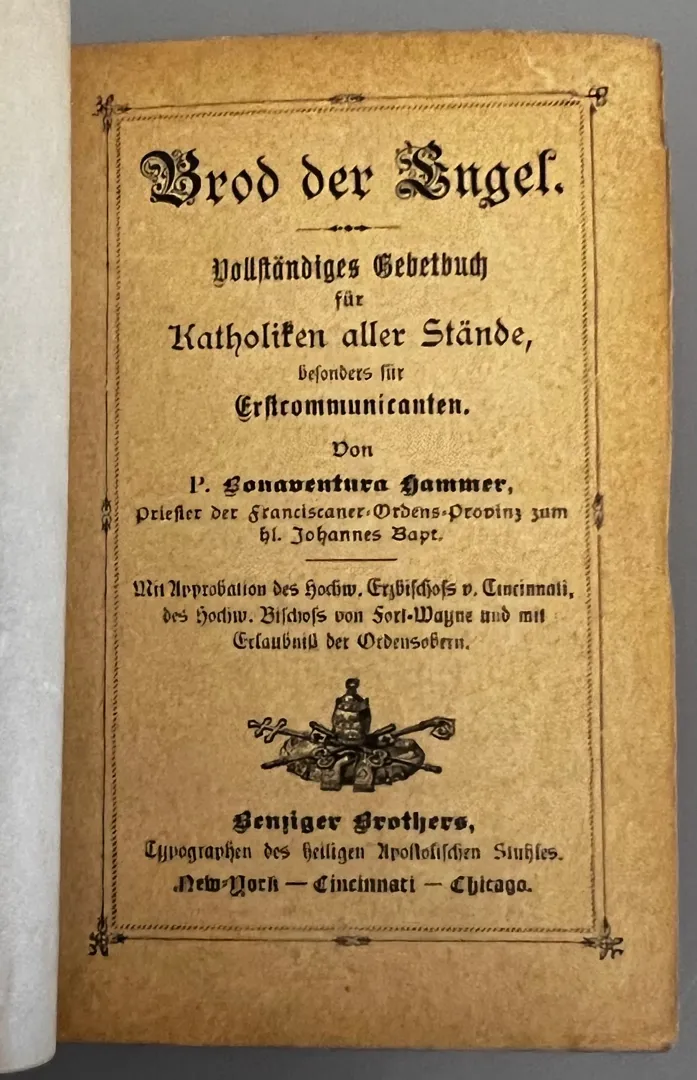 Brod der Engel.
Vollständiges Gebetbuch
für
Katholiken aller Stände,
besonders für
Erstcommunicanten.
Von
P. Bonaventura Hammer,
Priester der Franciscaner-Ordens-Provinz zum
hl. Johannes Bapt.
Mit Approbation des Hochw. Erzbischofs v. Cincinnati,
des Hochw. Bischofs von Fort-Wayne und mit
Erlaubniß der Ordensobern.
Benziger Brothers,
Typographen des heiligen Apostolischen Stuhles.
New-York — Cincinnati — Chicago.